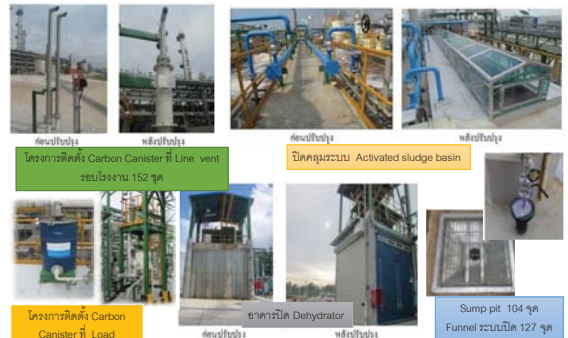 ก่อนปรับปรุง
หลังปรับปรุง
ก่อนปรับปรุง
หลังปรับปรุง
โครงการติดตั้ง Carbon Canister ที่ Line vent
รอบโรงงาน 152 ชุด
ปิดคลุมระบบ Activated sludge basin
โครงการติดตั้ง Carbon
Canister ที่ Load
อาคารปิด Dehydrator
ก่อนปรับปรุง
หลังปรับปรุง
Sump pit 104 จุด
Funnel ระบบปิด 127 จุด